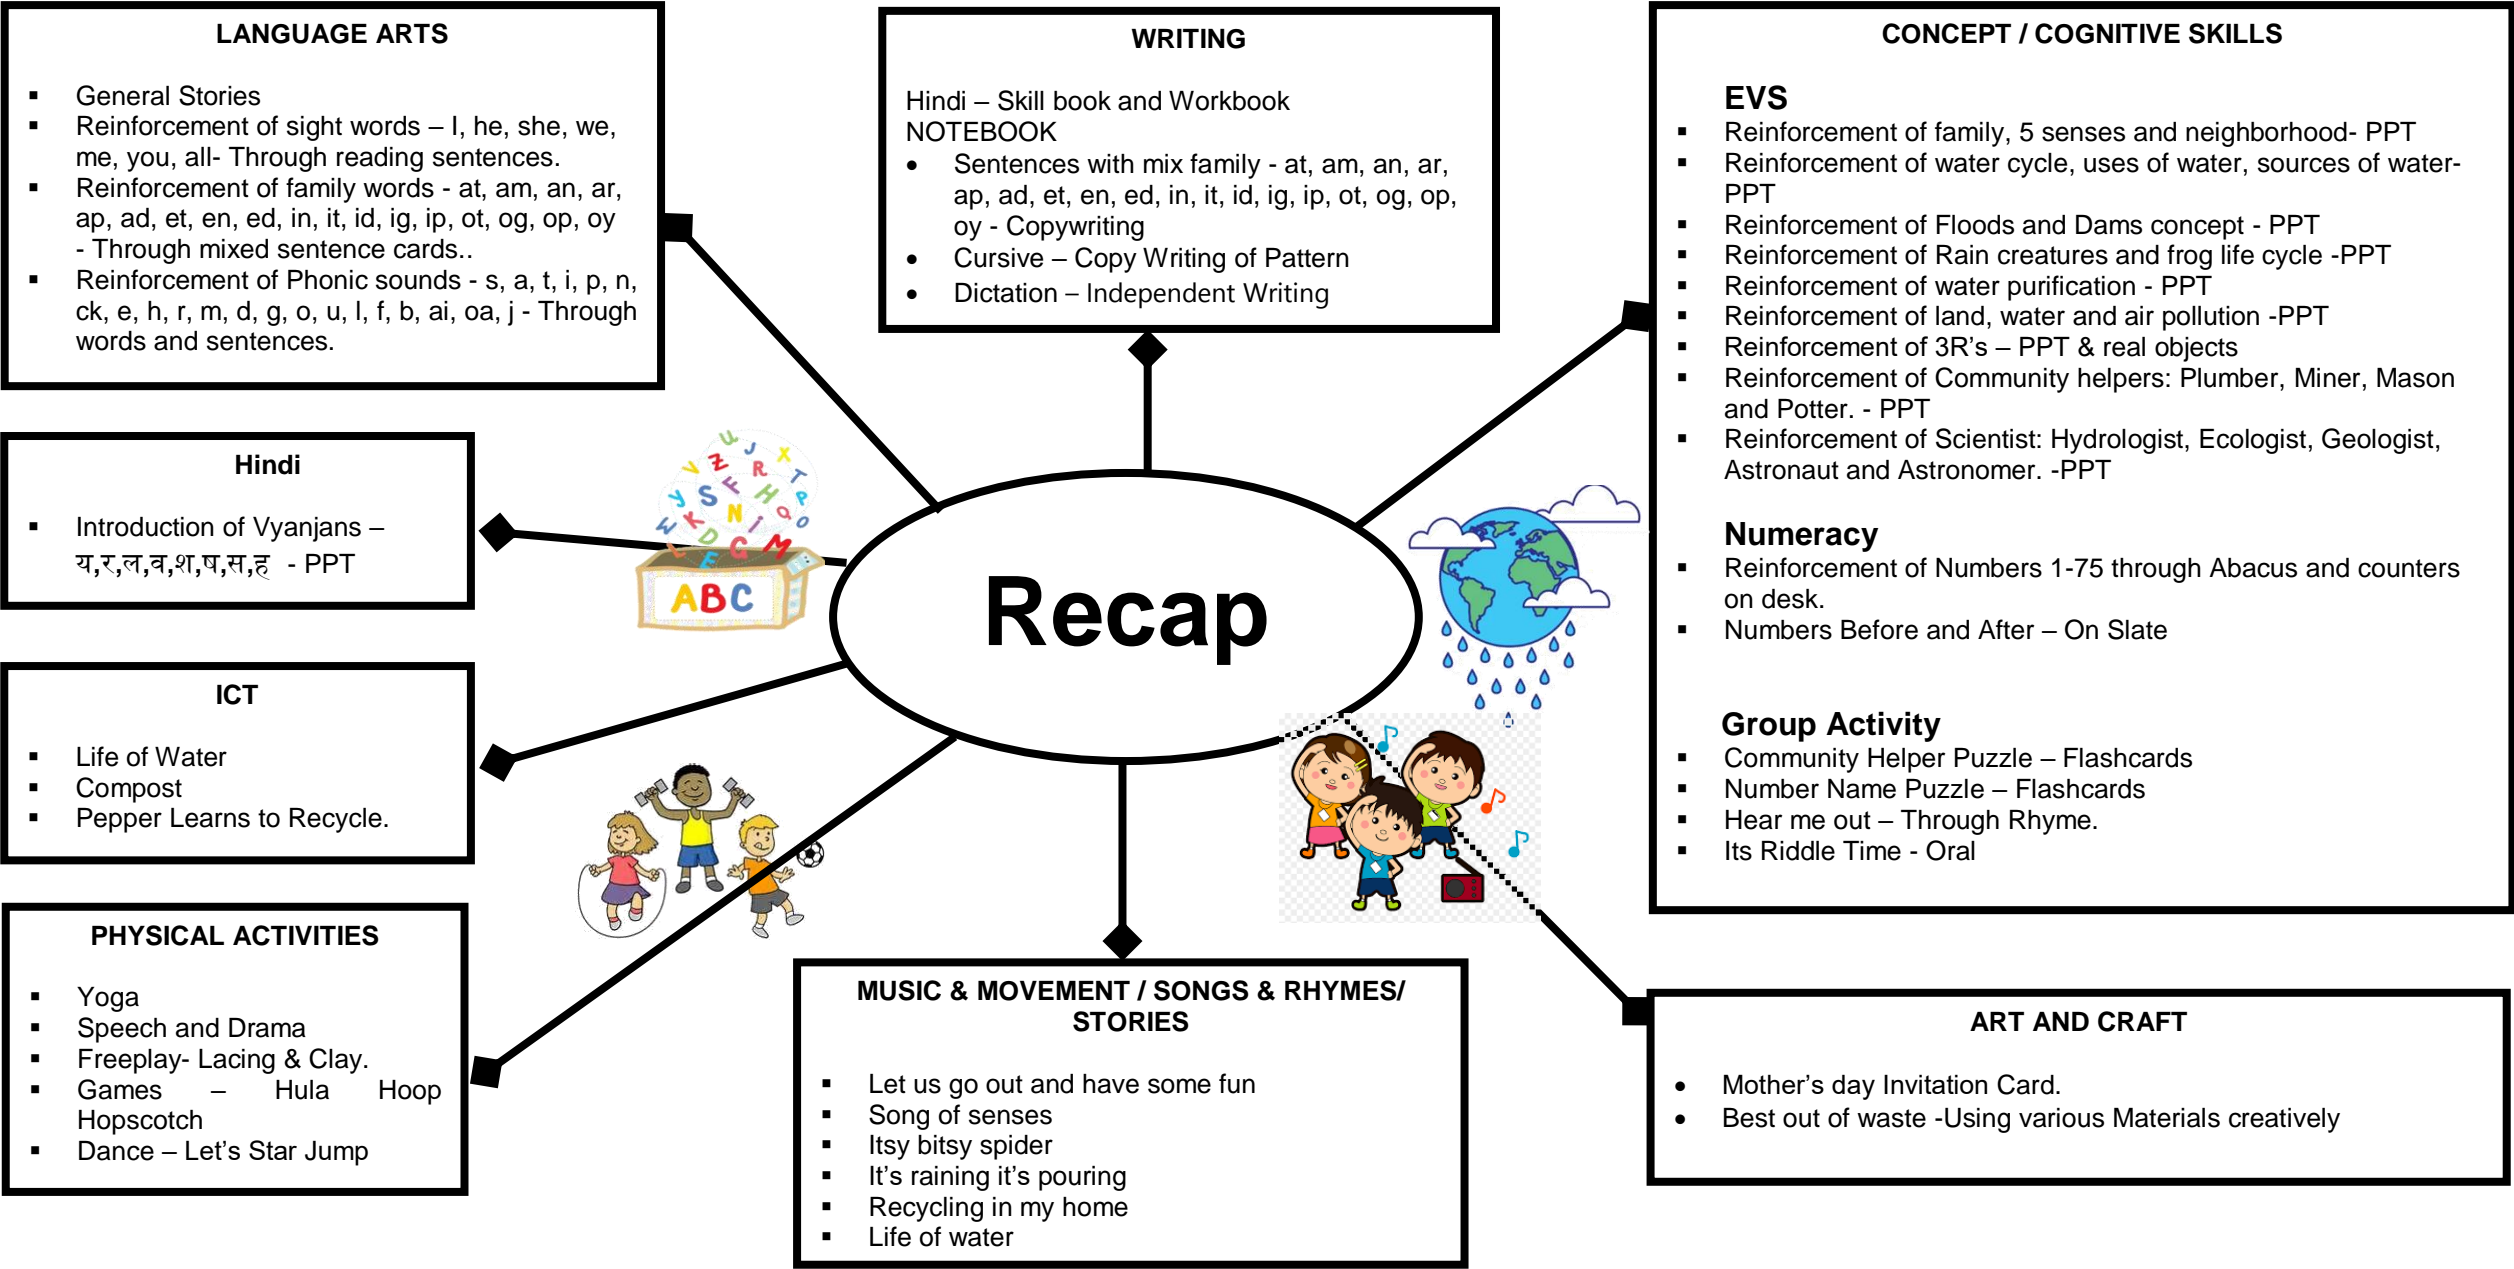 LANGUAGE ARTS
▪ General Stories
▪ Reinforcement of sight words – I, he, she, we,
me, you, all- Through reading sentences.
▪ Reinforcement of family words - at, am, an, ar,
ap, ad, et, en, ed, in, it, id, ig, ip, ot, og, op, oy
- Through mixed sentence cards..
▪ Reinforcement of Phonic sounds - s, a, t, i, p, n,
ck, e, h, r, m, d, g, o, u, l, f, b, ai, oa, j - Through
words and sentences.
WRITING
Hindi – Skill book and Workbook
NOTEBOOK
• Sentences with mix family - at, am, an, ar,
ap, ad, et, en, ed, in, it, id, ig, ip, ot, og, op,
oy - Copywriting
• Cursive – Copy Writing of Pattern
• Dictation – Independent Writing
CONCEPT / COGNITIVE SKILLS
EVS
▪ Reinforcement of family, 5 senses and neighborhood- PPT
▪ Reinforcement of water cycle, uses of water, sources of water-
PPT
▪ Reinforcement of Floods and Dams concept - PPT
▪ Reinforcement of Rain creatures and frog life cycle -PPT
▪ Reinforcement of water purification - PPT
▪ Reinforcement of land, water and air pollution -PPT
▪ Reinforcement of 3R’s – PPT & real objects
▪ Reinforcement of Community helpers: Plumber, Miner, Mason
and Potter. - PPT
▪ Reinforcement of Scientist: Hydrologist, Ecologist, Geologist,
Astronaut and Astronomer. -PPT
Numeracy
▪ Reinforcement of Numbers 1-75 through Abacus and counters
on desk.
▪ Numbers Before and After – On Slate
Group Activity
▪ Community Helper Puzzle – Flashcards
▪ Number Name Puzzle – Flashcards
▪ Hear me out – Through Rhyme.
▪ Its Riddle Time - Oral
Hindi
▪ Introduction of Vyanjans –
य,र,ल,व,श,ष,स,ह - PPT
U J X
V Z R T
Y S F H P
W K N I Q O
L D G M
E
ABC
Recap
ICT
▪ Life of Water
▪ Compost
▪ Pepper Learns to Recycle.
PHYSICAL ACTIVITIES
▪ Yoga
▪ Speech and Drama
▪ Freeplay- Lacing & Clay.
▪ Games – Hula Hoop
Hopscotch
▪ Dance – Let’s Star Jump
MUSIC & MOVEMENT / SONGS & RHYMES/
STORIES
▪ Let us go out and have some fun
▪ Song of senses
▪ Itsy bitsy spider
▪ It’s raining it’s pouring
▪ Recycling in my home
▪ Life of water
ART AND CRAFT
• Mother’s day Invitation Card.
• Best out of waste -Using various Materials creatively